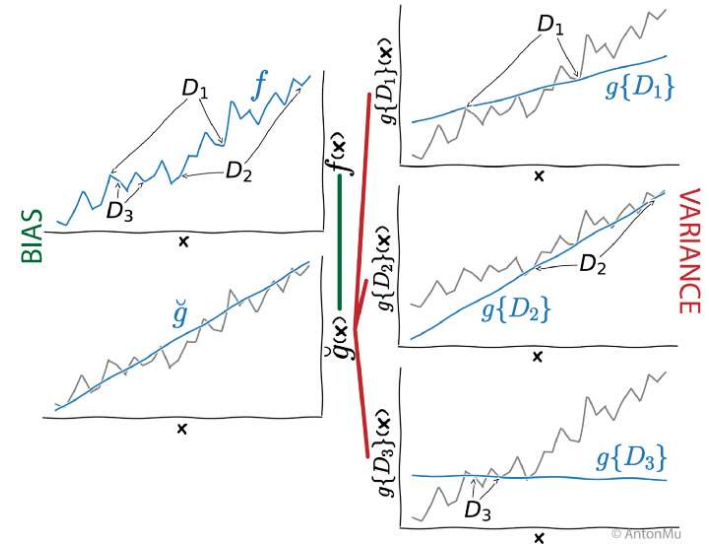 D₁
f
D₂
D₃
x
f(x)
BIAS
ğ
x
ğ(x)
D₁
g{D₁}
g{D₁}(x)
x
D₂
g{D₂}
g{D₂}(x)
x
VARIANCE
g{D₃}
D₃
g{D₃}(x)
x
© AntonMu